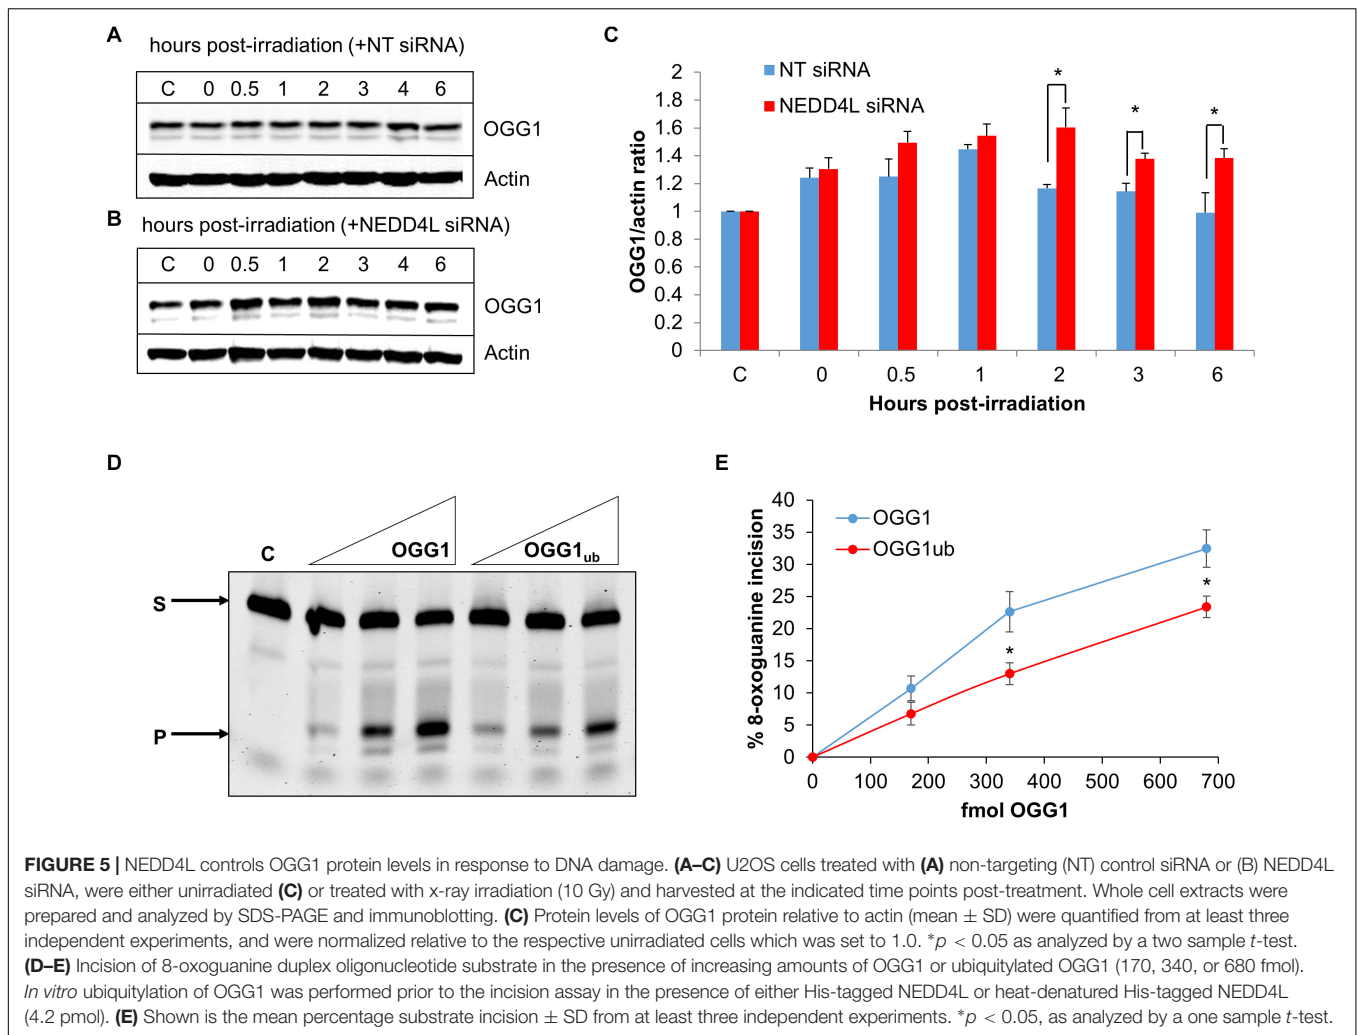 A
hours post-irradiation (+NT siRNA)
C 0 0.5 1 2 3 4 6
OGG1
Actin
B
hours post-irradiation (+NEDD4L siRNA)
C 0 0.5 1 2 3 4 6
OGG1
Actin
C
NT siRNA
NEDD4L siRNA
OGG1/actin ratio
2
1.8
1.6
1.4
1.2
1
0.8
0.6
0.4
0.2
0
* * *
C 0 0.5 1 2 3 6
Hours post-irradiation
D
C OGG1 OGG1ub
S
P
E
OGG1
OGG1ub
% 8-oxoguanine incision
40
35
30
25
20
15
10
5
0
* *
0 100 200 300 400 500 600 700
fmol OGG1
FIGURE 5 | NEDD4L controls OGG1 protein levels in response to DNA damage. (A–C) U2OS cells treated with (A) non-targeting (NT) control siRNA or (B) NEDD4L
siRNA, were either unirradiated (C) or treated with x-ray irradiation (10 Gy) and harvested at the indicated time points post-treatment. Whole cell extracts were
prepared and analyzed by SDS-PAGE and immunoblotting. (C) Protein levels of OGG1 protein relative to actin (mean ± SD) were quantified from at least three
independent experiments, and were normalized relative to the respective unirradiated cells which was set to 1.0. *p < 0.05 as analyzed by a two sample t-test.
(D–E) Incision of 8-oxoguanine duplex oligonucleotide substrate in the presence of increasing amounts of OGG1 or ubiquitylated OGG1 (170, 340, or 680 fmol).
In vitro ubiquitylation of OGG1 was performed prior to the incision assay in the presence of either His-tagged NEDD4L or heat-denatured His-tagged NEDD4L
(4.2 pmol). (E) Shown is the mean percentage substrate incision ± SD from at least three independent experiments. *p < 0.05, as analyzed by a one sample t-test.